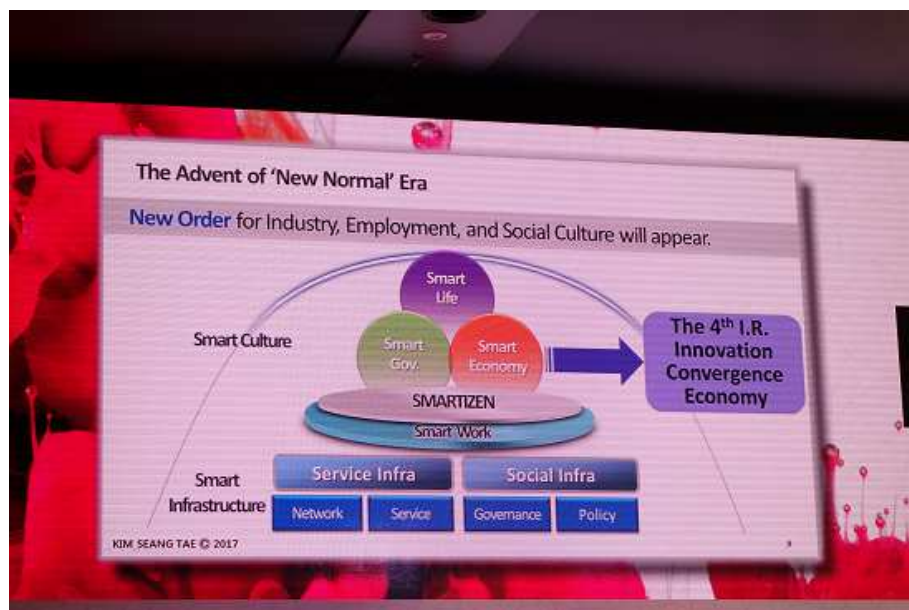 The Advent of 'New Normal' Era
New Order for Industry, Employment, and Social Culture will appear.
Smart
Life
Smart Culture
Smart
Gov.
Smart
Economy
The 4th I.R.
Innovation
Convergence
Economy
SMARTIZEN
Smart Work
Smart
Infrastructure
Service Infra
Social Infra
Network
Service
Governance
Policy
KIM SEANG TAE © 2017
9